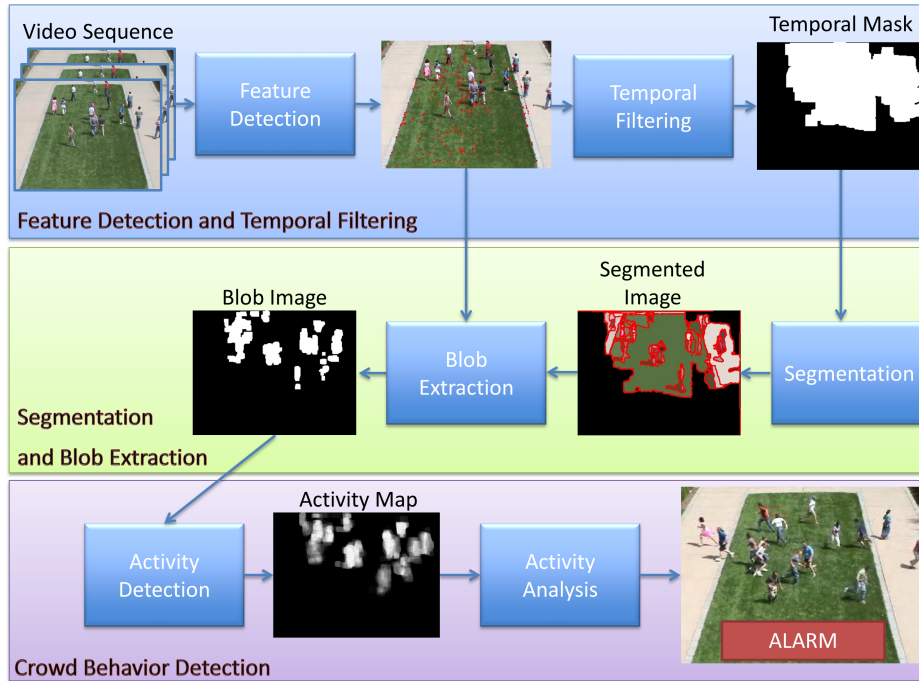 Video Sequence
Temporal Mask
Feature
Detection
Temporal
Filtering
Feature Detection and Temporal Filtering
Blob Image
Segmented
Image
Blob
Extraction
Segmentation
Segmentation
and Blob Extraction
Activity Map
Activity
Detection
Activity
Analysis
ALARM
Crowd Behavior Detection